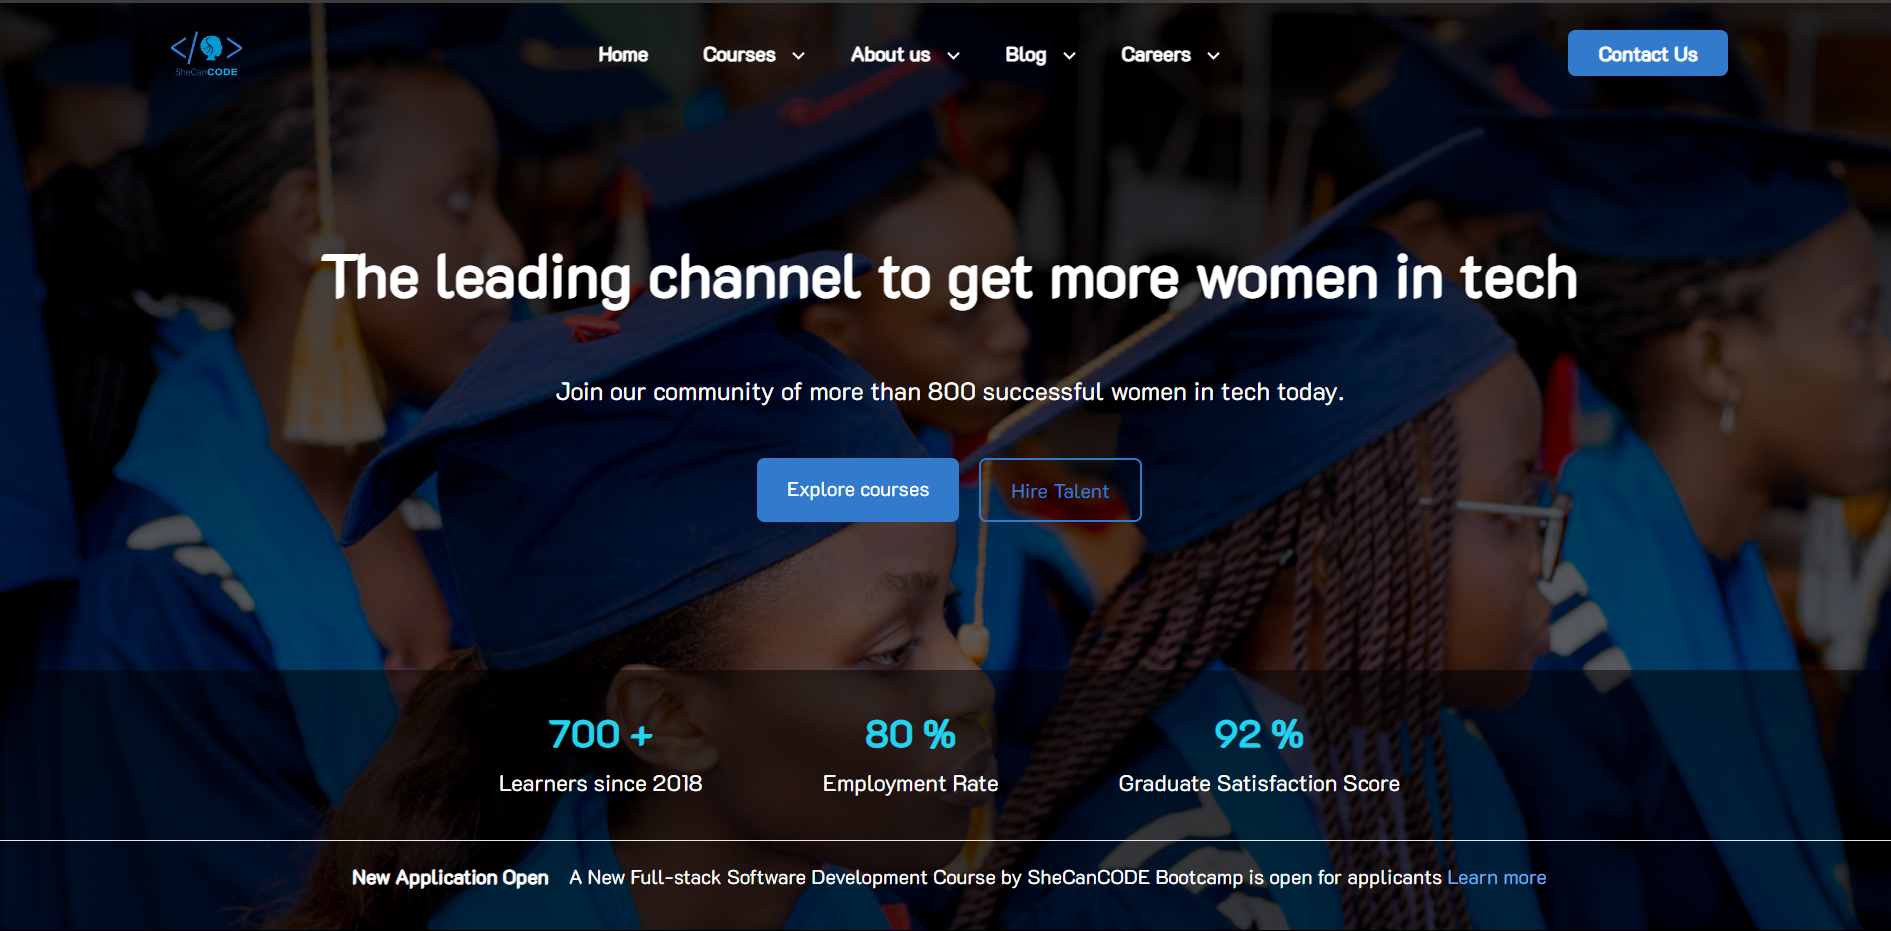 </>
SheCanCODE
Home Courses About us Blog Careers Contact Us
The leading channel to get more women in tech
Join our community of more than 800 successful women in tech today.
Explore courses Hire Talent
700 + 80 % 92 %
Learners since 2018 Employment Rate Graduate Satisfaction Score
New Application Open A New Full-stack Software Development Course by SheCanCODE Bootcamp is open for applicants Learn more